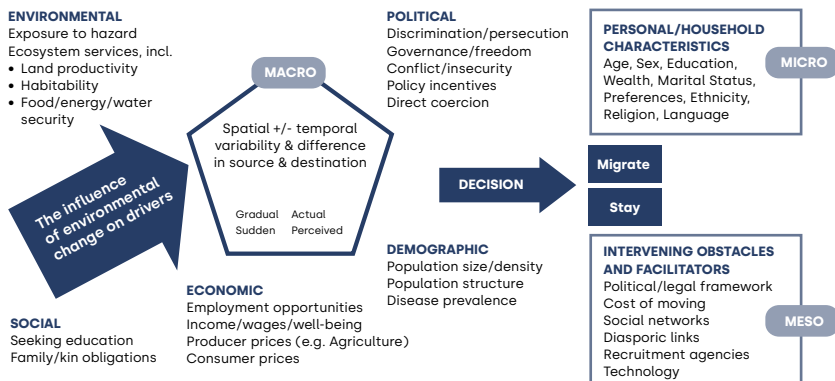 ENVIRONMENTAL
Exposure to hazard
Ecosystem services, incl.
• Land productivity
• Habitability
• Food/energy/water
security
The influence
of environmental
change on drivers
SOCIAL
Seeking education
Family/kin obligations
MACRO
Spatial +/- temporal
variability & difference
in source & destination
Gradual Actual
Sudden Perceived
ECONOMIC
Employment opportunities
Income/wages/well-being
Producer prices (e.g. Agriculture)
Consumer prices
POLITICAL
Discrimination/persecution
Governance/freedom
Conflict/insecurity
Policy incentives
Direct coercion
DECISION
DEMOGRAPHIC
Population size/density
Population structure
Disease prevalence
PERSONAL/HOUSEHOLD
CHARACTERISTICS
Age, Sex, Education,
Wealth, Marital Status,
Preferences, Ethnicity,
Religion, Language
MICRO
Migrate
Stay
INTERVENING OBSTACLES
AND FACILITATORS
Political/legal framework
Cost of moving
Social networks
Diasporic links
Recruitment agencies
Technology
MESO